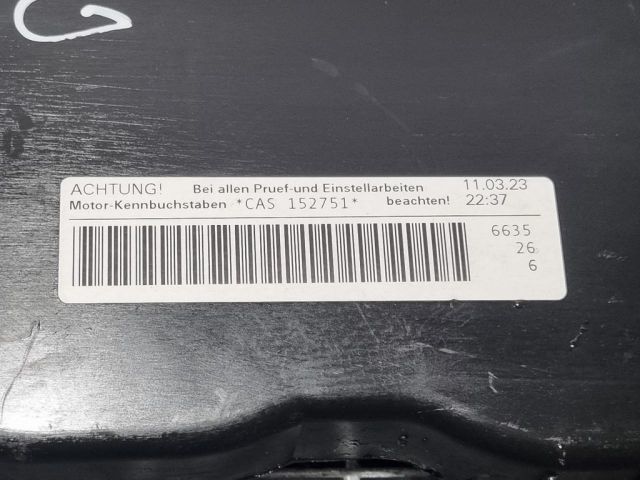 G
ACHTUNG! Bei allen Pruef-und Einstellarbeiten 11.03.23
Motor-Kennbuchstaben *CAS 152751* beachten! 22:37
6635
26
6